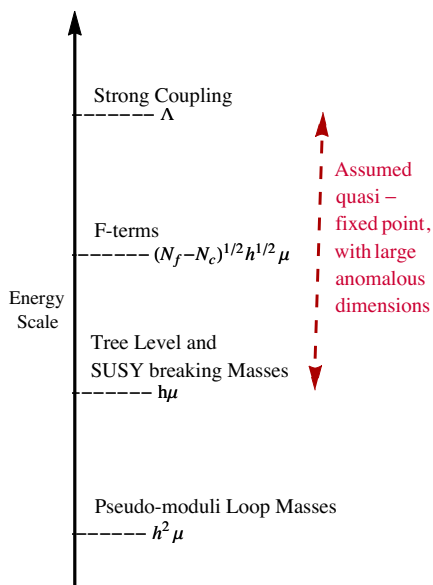 Strong Coupling
Λ
F-terms
(N_f−N_c)^{1/2} h^{1/2} μ
Energy
Scale
Tree Level and
SUSY breaking Masses
hμ
Pseudo-moduli Loop Masses
h² μ
Assumed
quasi −
fixed point,
with large
anomalous
dimensions